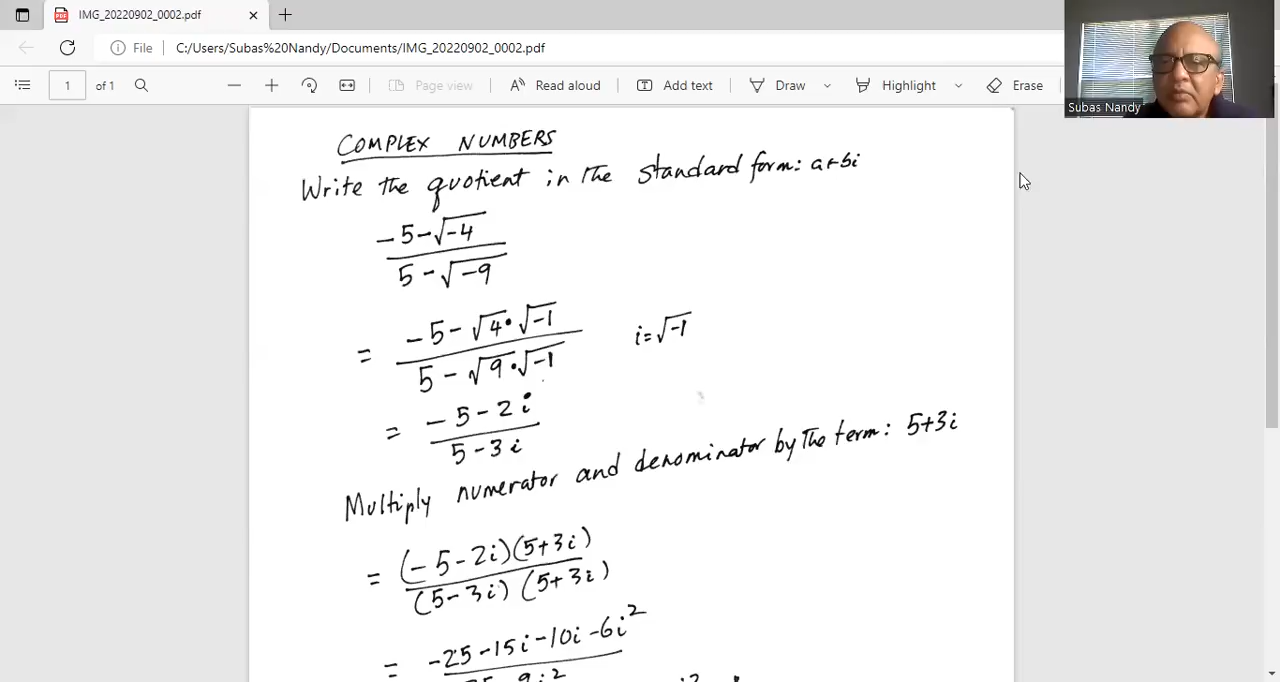 IMG_20220902_0002.pdf
File C:/Users/Subas%20Nandy/Documents/IMG_20220902_0002.pdf
1 of 1 Page view Read aloud Add text Draw Highlight Erase
Subas Nandy
COMPLEX NUMBERS
Write the quotient in the standard form: a+bi
-5-√-4
5-√-9
= -5-√4•√-1
5-√9•√-1
i=√-1
= -5-2i
5-3i
Multiply numerator and denominator by the term: 5+3i
= (-5-2i)(5+3i)
(5-3i)(5+3i)
= -25-15i-10i-6i²